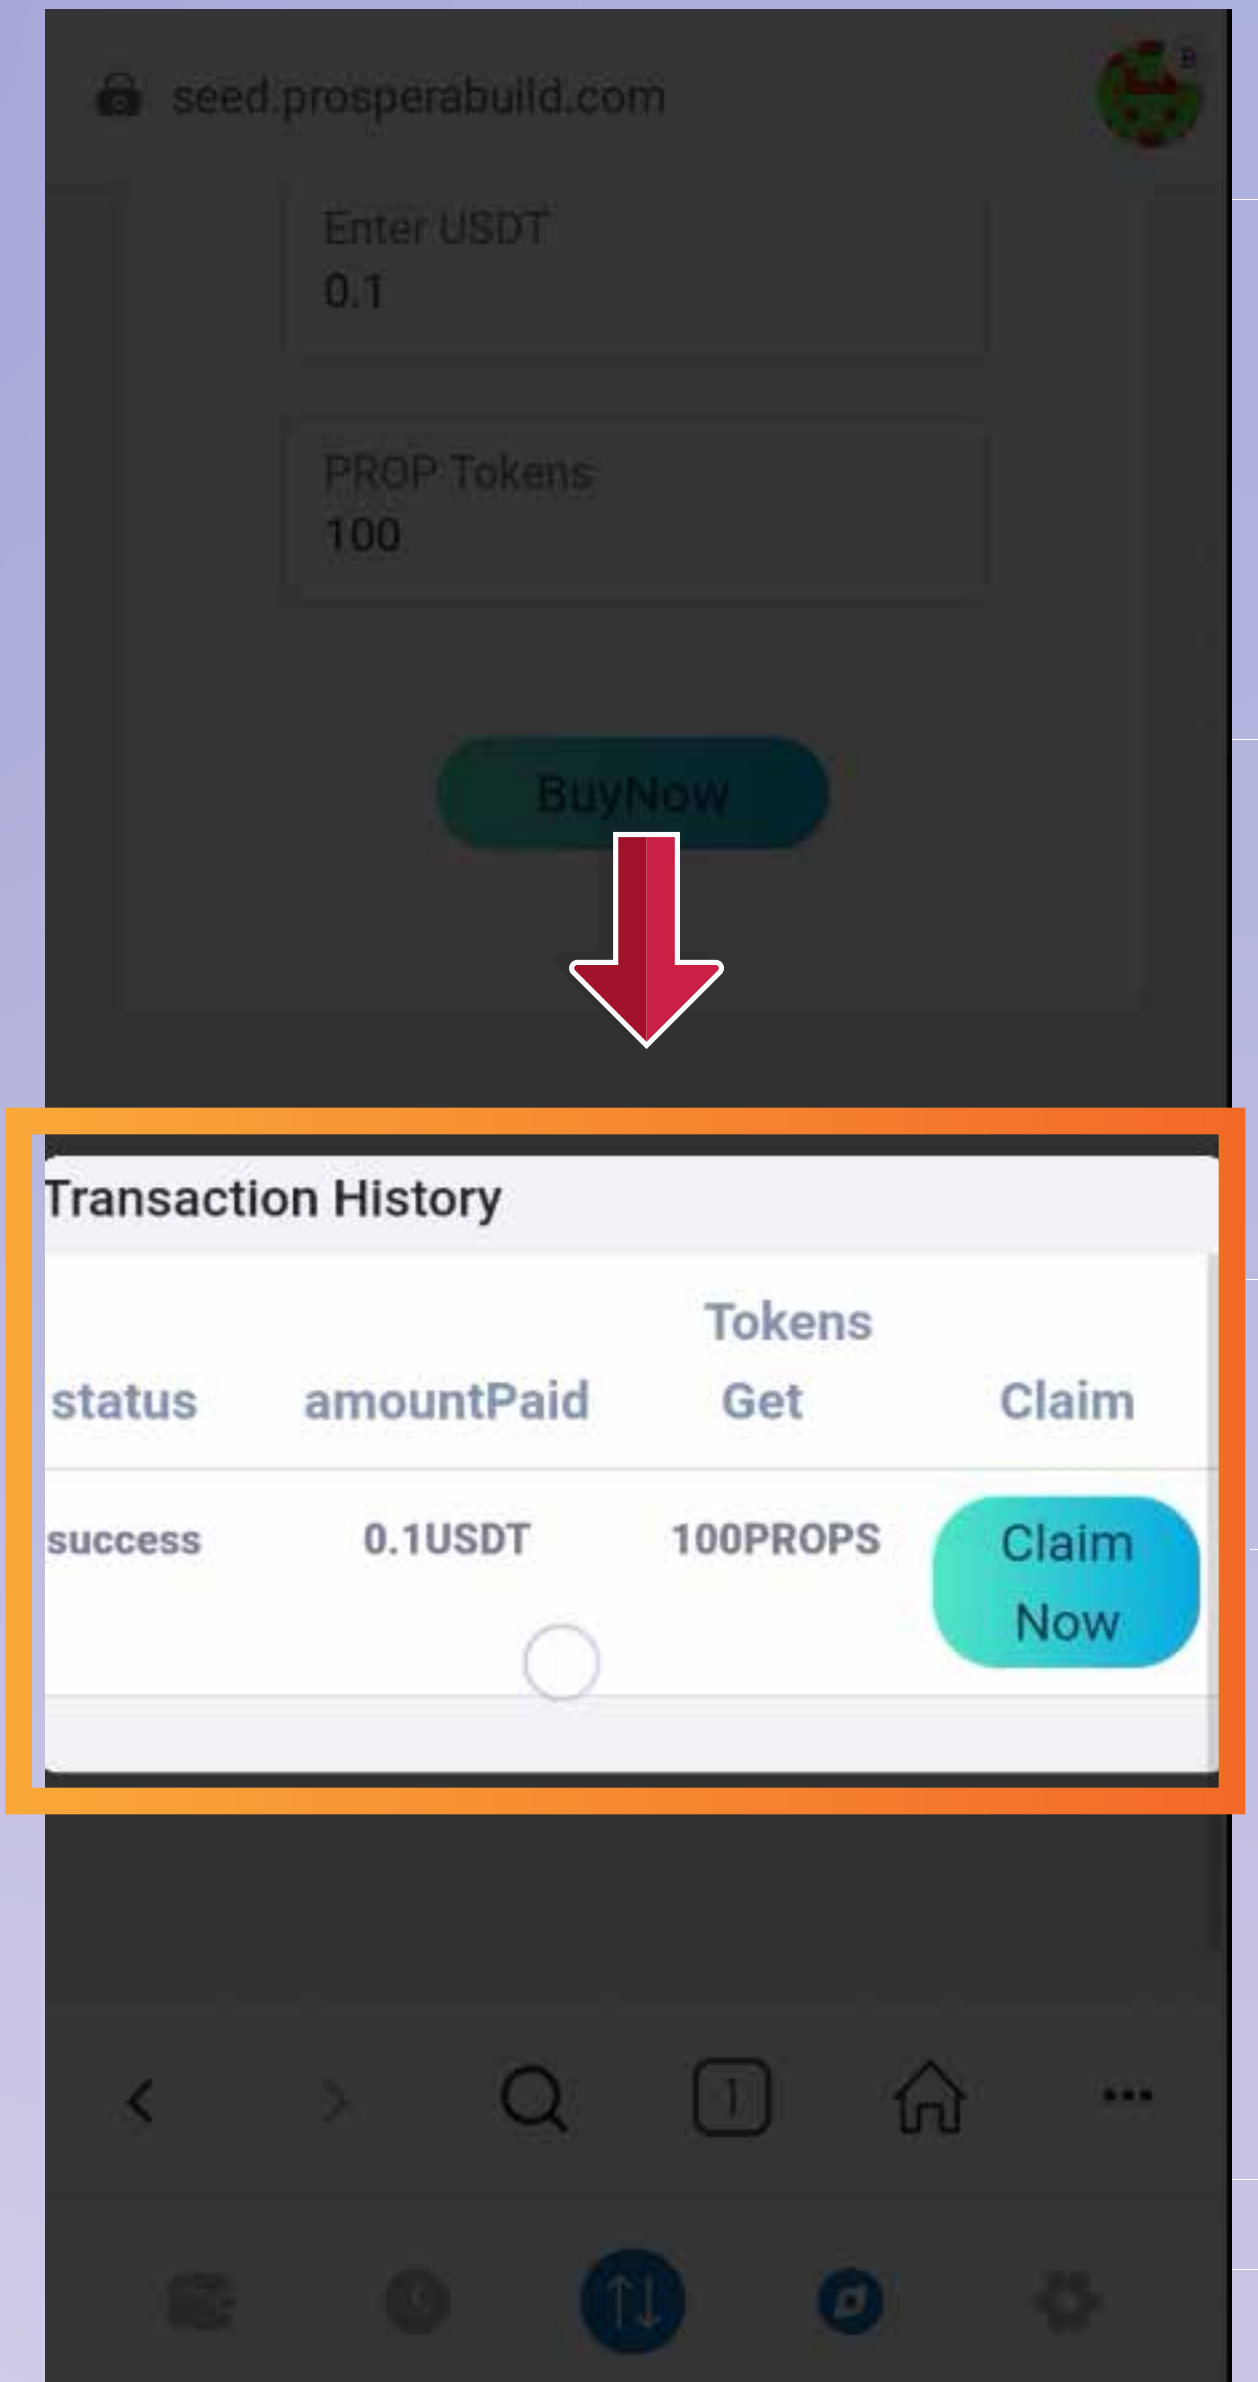 seed.prosperabuild.com
Enter USDT
0.1
PROP Tokens
100
BuyNow
Transaction History
status amountPaid Tokens Get Claim
success 0.1USDT 100PROPS Claim Now
1